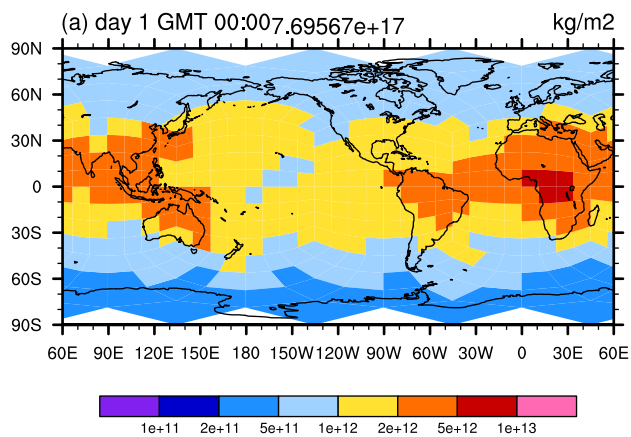 (a) day 1 GMT 00:00 7.69567e+17 kg/m2
90N
60N
30N
0
30S
60S
90S
60E 90E 120E 150E 180 150W 120W 90W 60W 30W 0 30E 60E
1e+11 2e+11 5e+11 1e+12 2e+12 5e+12 1e+13